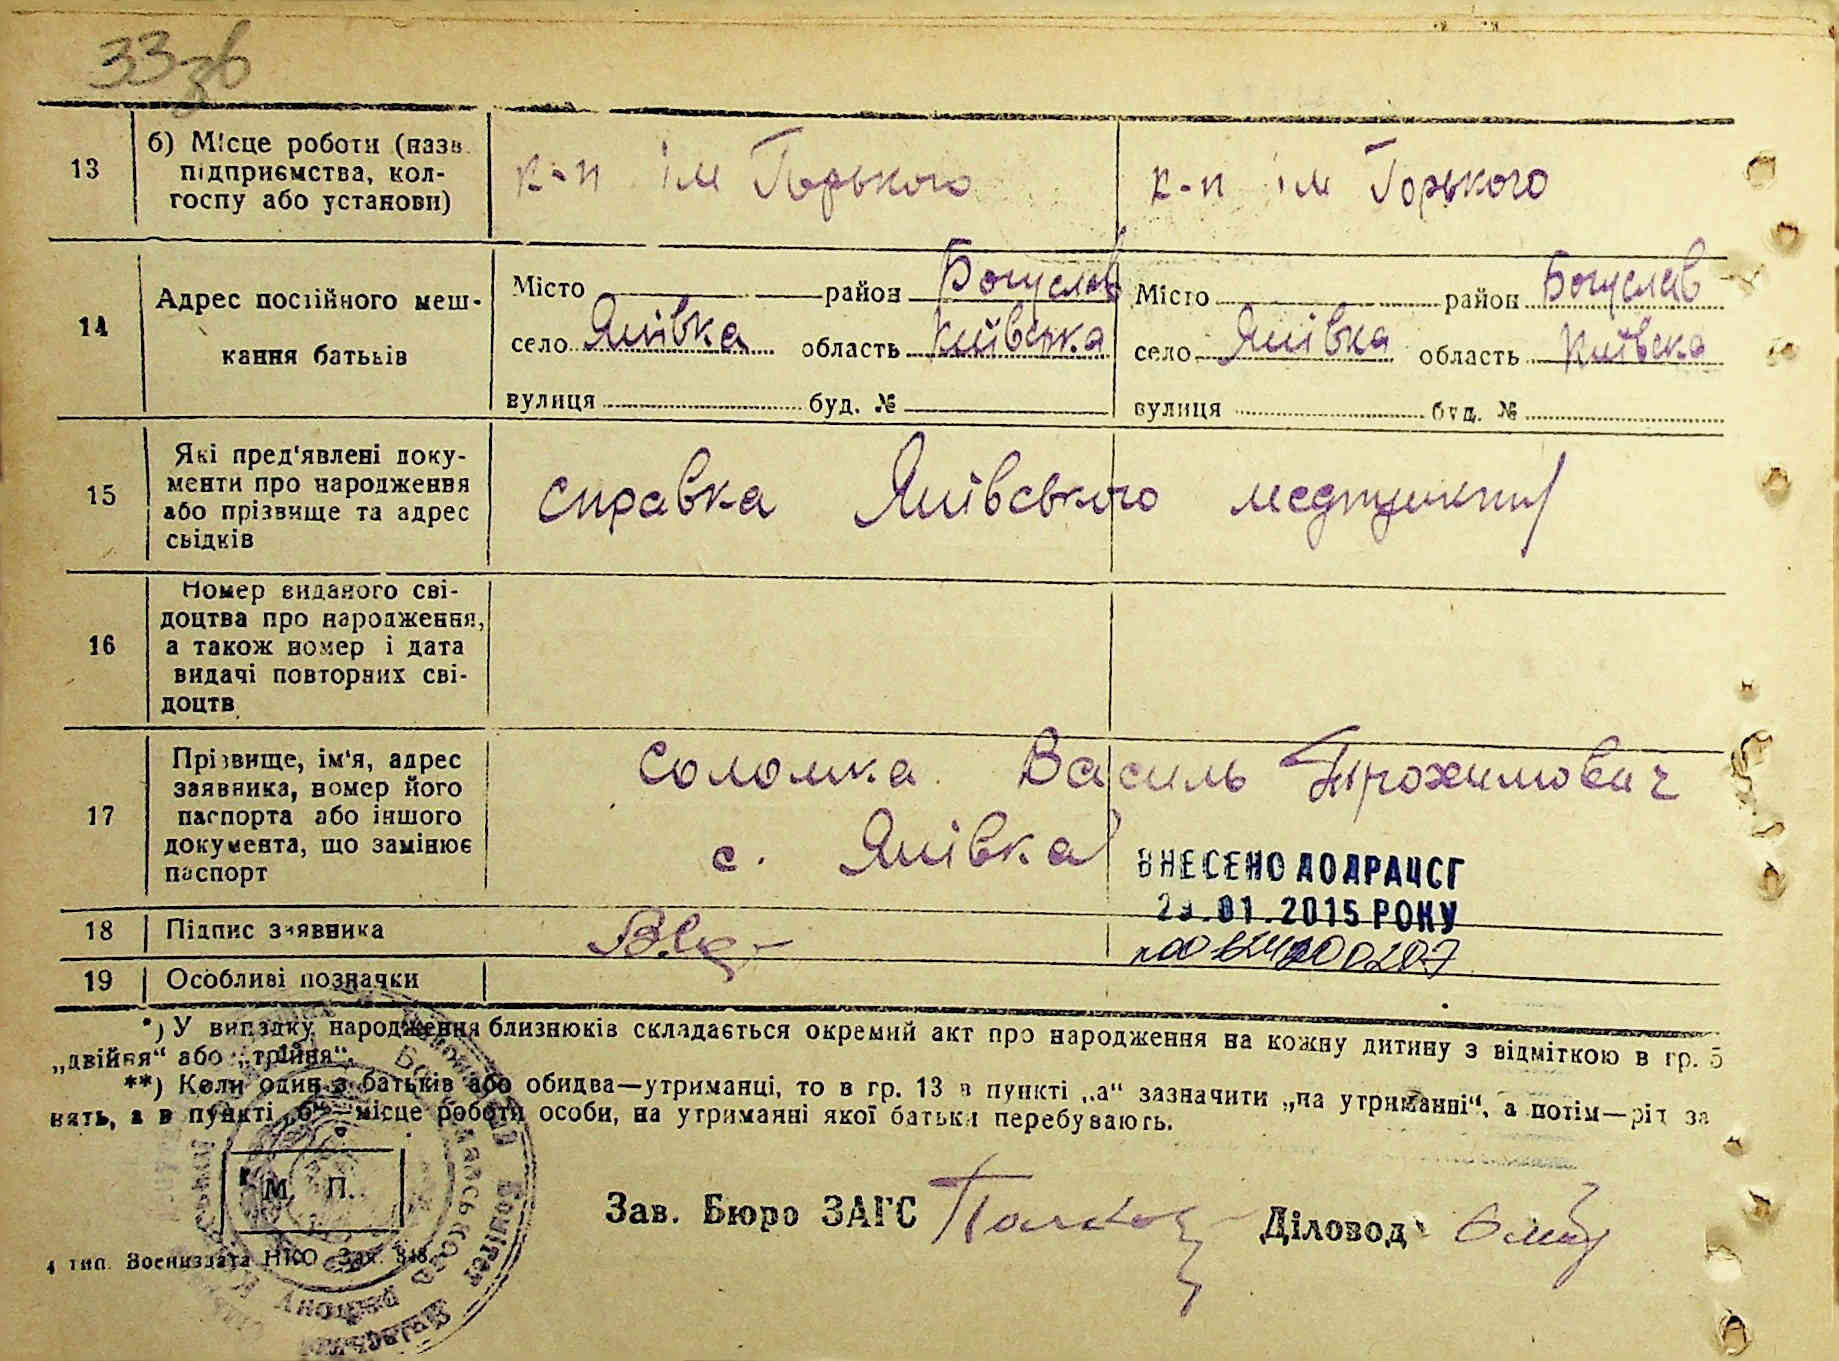 33зв
13
б) Місце роботи (назв.
підприємства, кол-
госпу або установи)
к-п ім Горького
к-п ім Горького
14
Адрес постійного меш-
кання батьків
Місто район Богуслав
село Яцівка область Київська
вулиця буд. №
Місто район Богуслав
село Яцівка область Київська
вулиця буд. №
15
Які пред'явлені доку-
менти про народження
або прізвище та адрес
свідків
справка Яцівського медпункту
16
Номер виданого сві-
доцтва про народження,
а також номер і дата
видачі повторних сві-
доцтв
17
Прізвище, ім'я, адрес
заявника, номер його
паспорта або іншого
документа, що замінює
паспорт
Соломка Василь Трохимович
с. Яцівка
ВНЕСЕНО ДО ДРАЦСГ
.01.2015 РОКУ
18
Підпис заявника
19
Особливі позначки
*) У випадку народження близнюків складається окремий акт про народження на кожну дитину з відміткою в гр. 5
„двійня“ або „трійня“.
**) Коли один з батьків або обидва—утриманці, то в гр. 13 в пункті „а“ зазначити „на утриманні“, а потім—рід за
нять, а в пункті „б“—місце роботи особи, на утриманні якої батьки перебувають.
М. П.
Зав. Бюро ЗАГС
Діловод
4 тип. Воениздата НКО. Зак. 348.